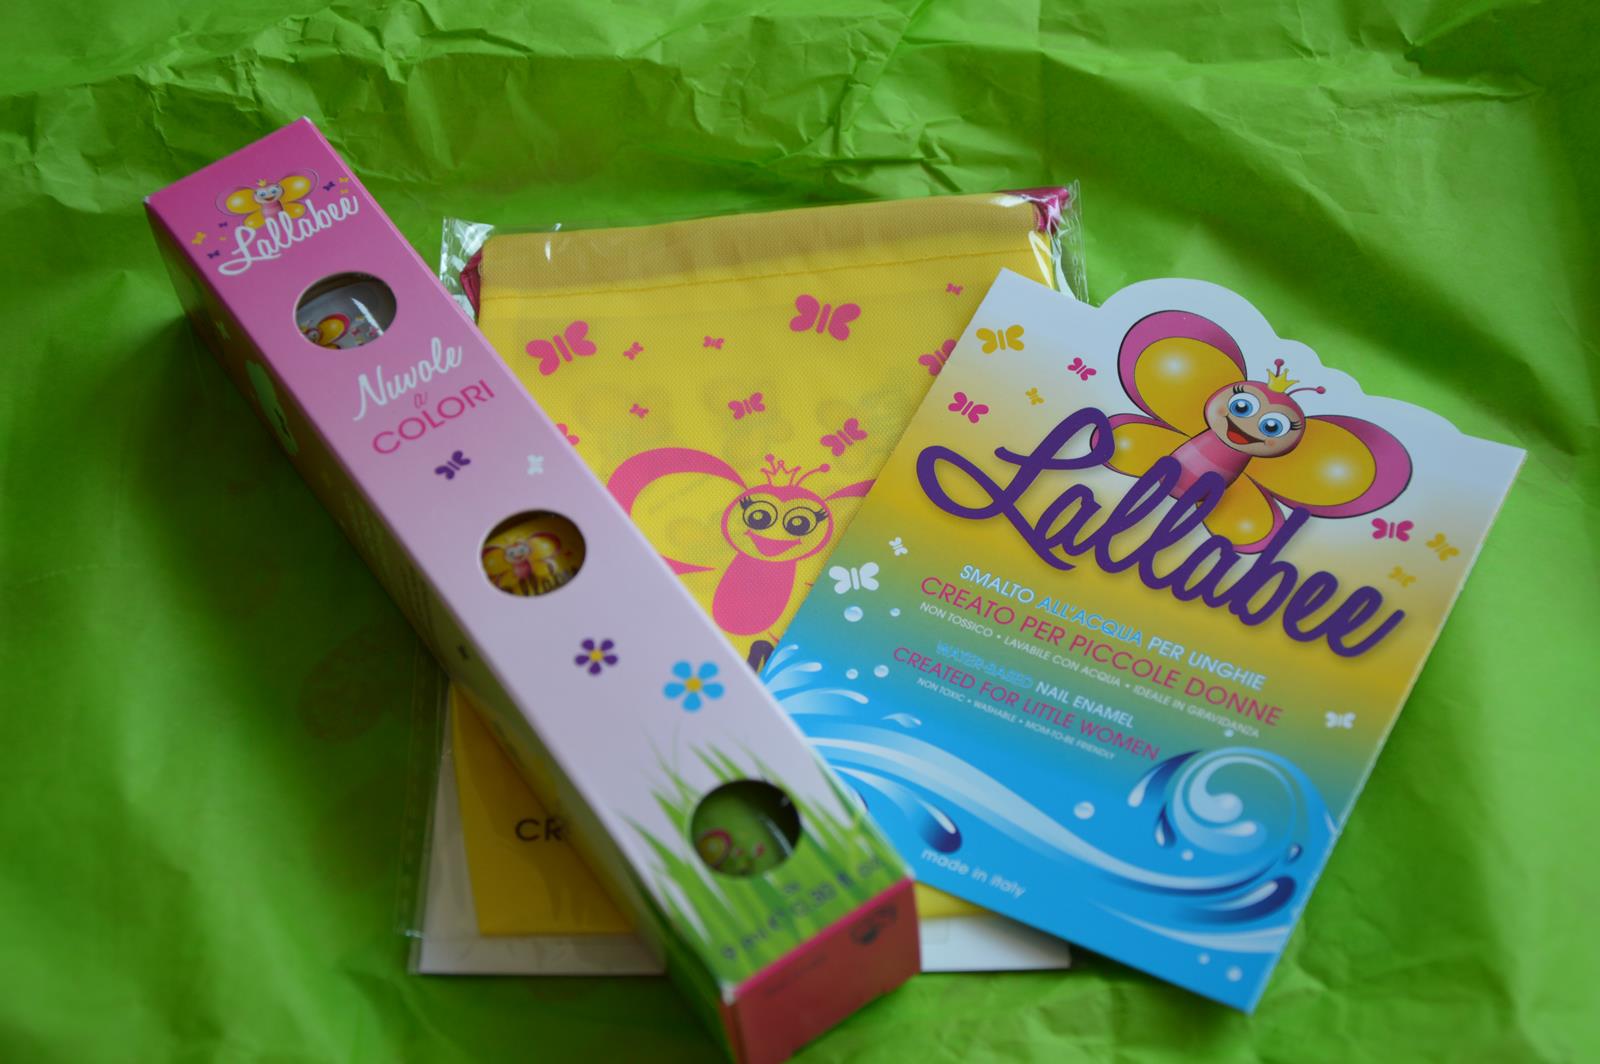 Lallabee
Nuvole
a
COLORI
Lallabee
SMALTO ALL'ACQUA PER UNGHIE
CREATO PER PICCOLE DONNE
NON TOSSICO • LAVABILE CON ACQUA • IDEALE IN GRAVIDANZA
WATER-BASED NAIL ENAMEL
CREATED FOR LITTLE WOMEN
NON TOXIC • WASHABLE • MOM-TO-BE FRIENDLY
made in Italy